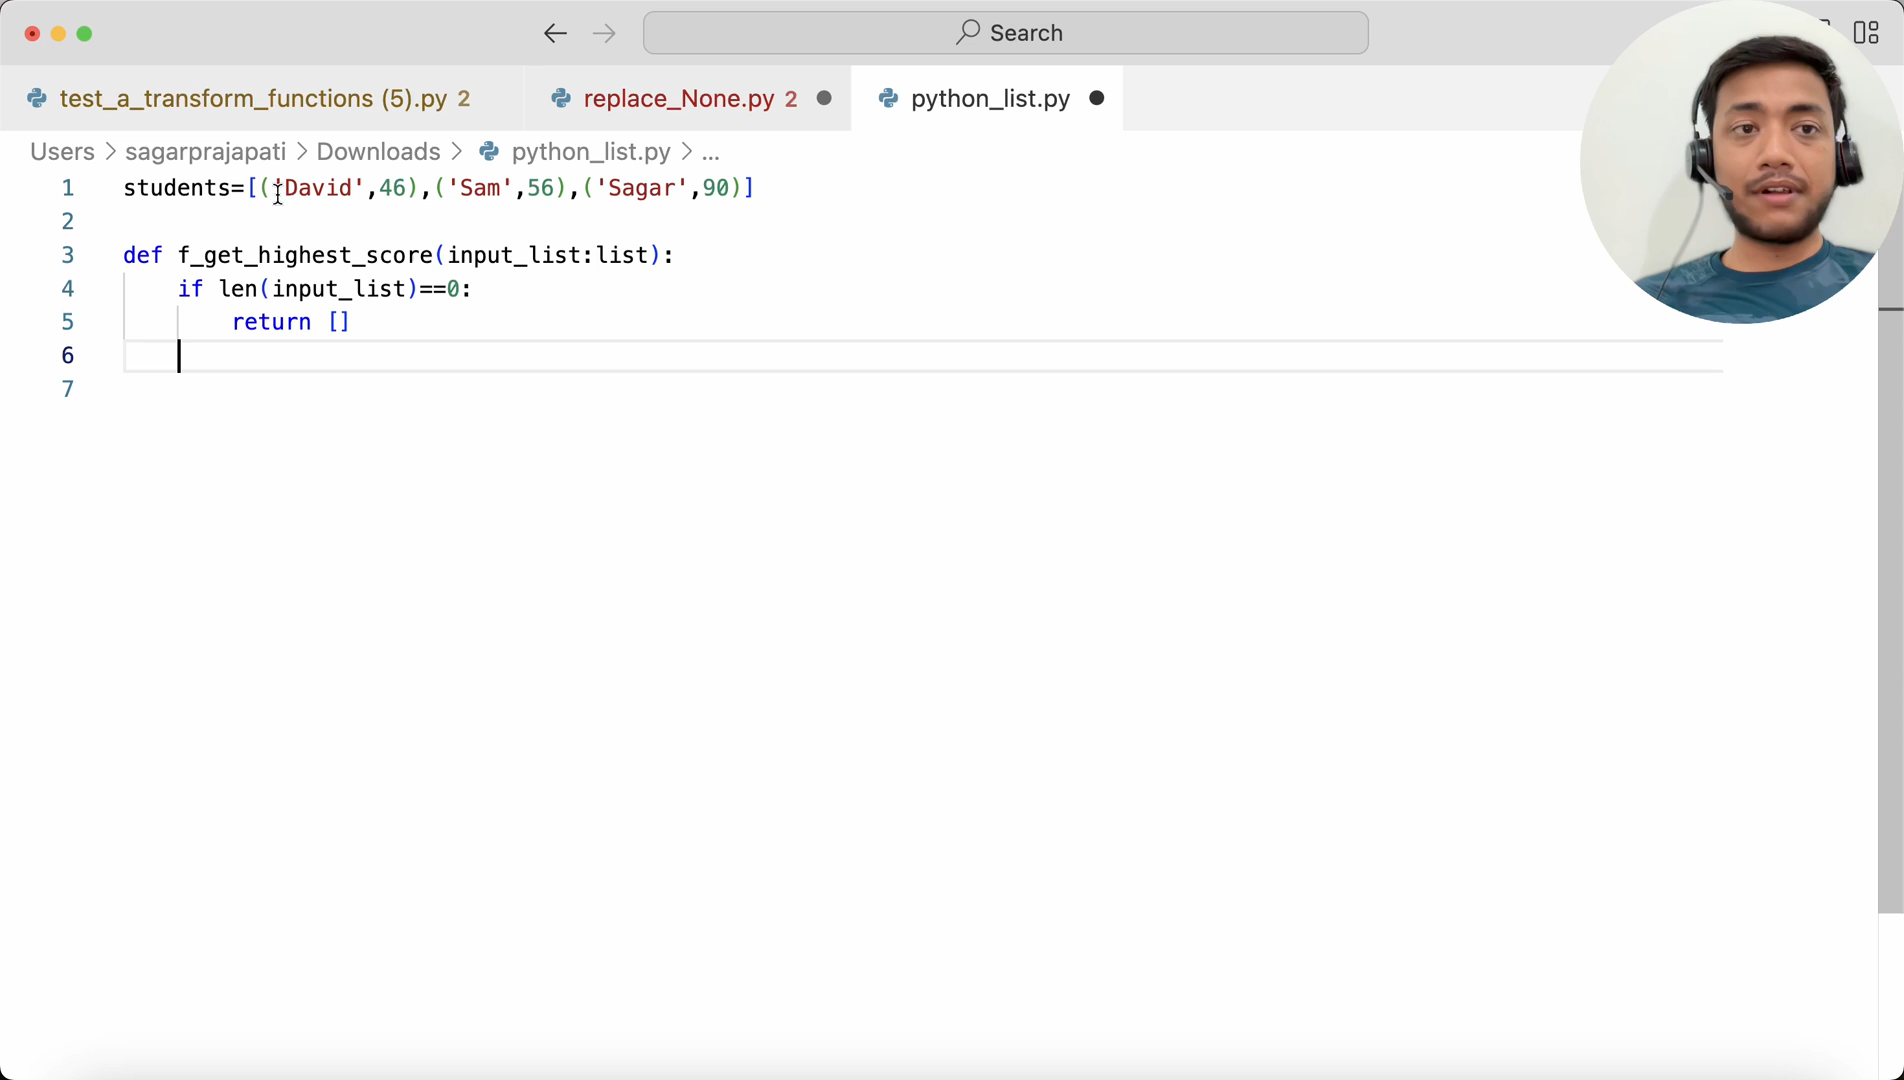 Search
test_a_transform_functions (5).py 2
replace_None.py 2
python_list.py
Users > sagarprajapati > Downloads > python_list.py > ...
1 students=[('David',46),('Sam',56),('Sagar',90)]
2
3 def f_get_highest_score(input_list:list):
4 if len(input_list)==0:
5 return []
6
7